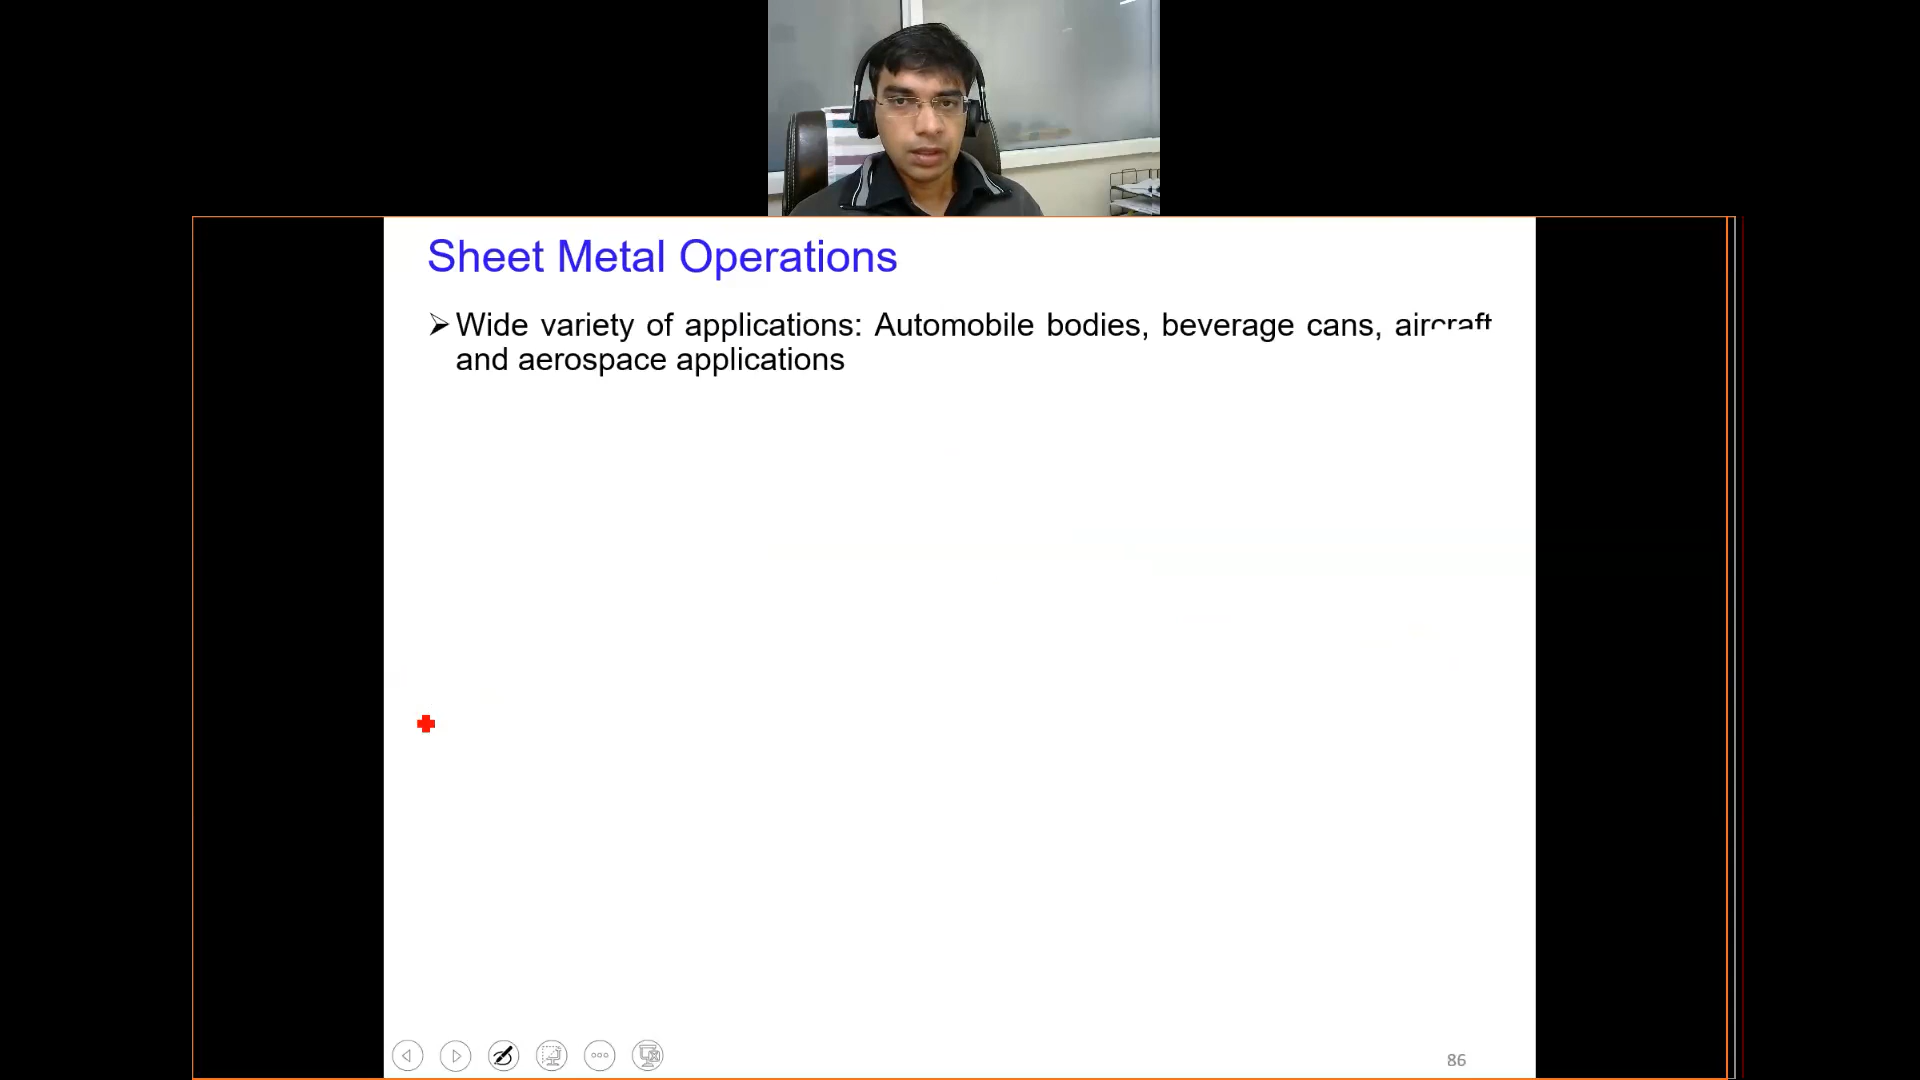 Sheet Metal Operations
➢ Wide variety of applications: Automobile bodies, beverage cans, aircraft
and aerospace applications
86